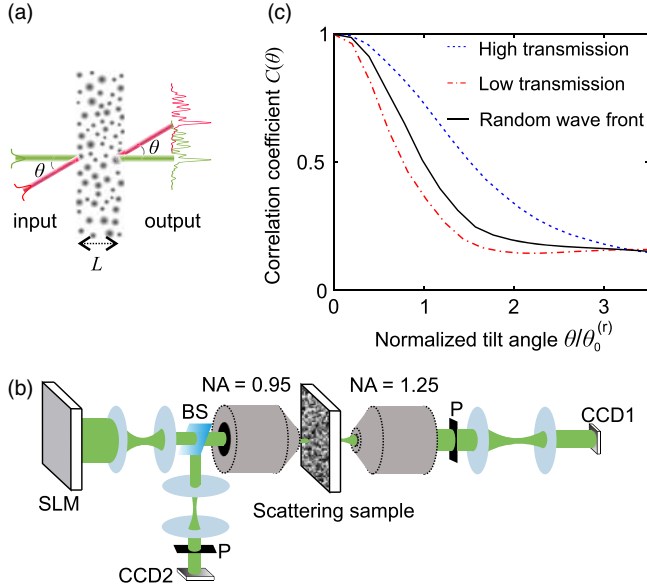 (a)
θ
θ
input
output
L
(c)
Correlation coefficient C(θ)
1
0.5
0
0
1
2
3
High transmission
Low transmission
Random wave front
Normalized tilt angle θ/θ₀⁽ʳ⁾
(b)
NA = 0.95
NA = 1.25
BS
P
CCD1
SLM
Scattering sample
P
CCD2